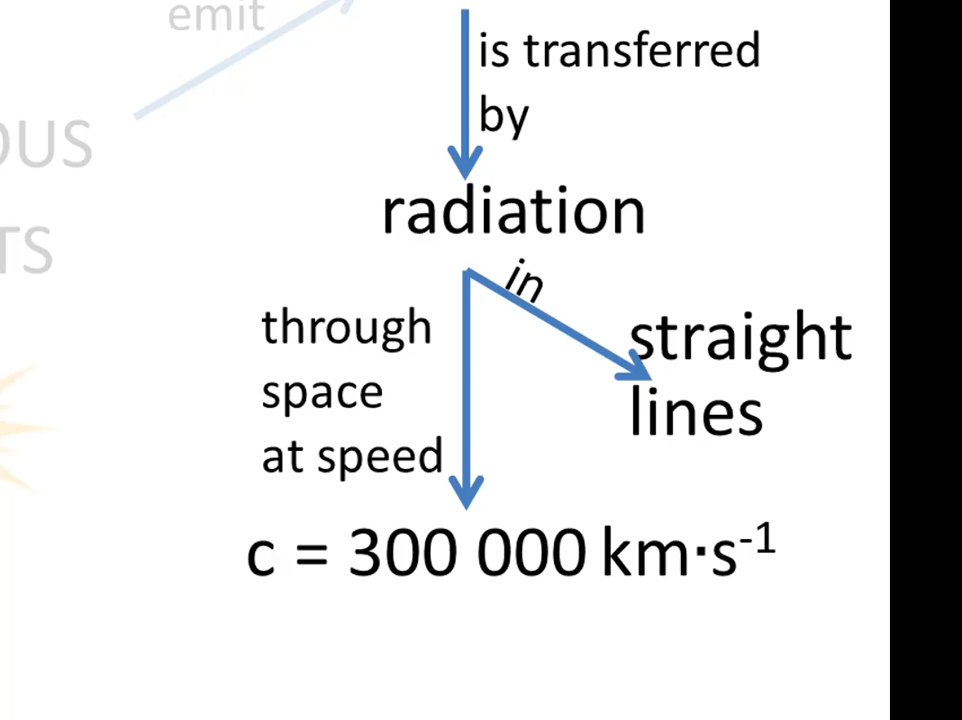 emit
is transferred
by
OUS
radiation
TS
in
through
space
at speed
straight
lines
c = 300 000 km·s⁻¹